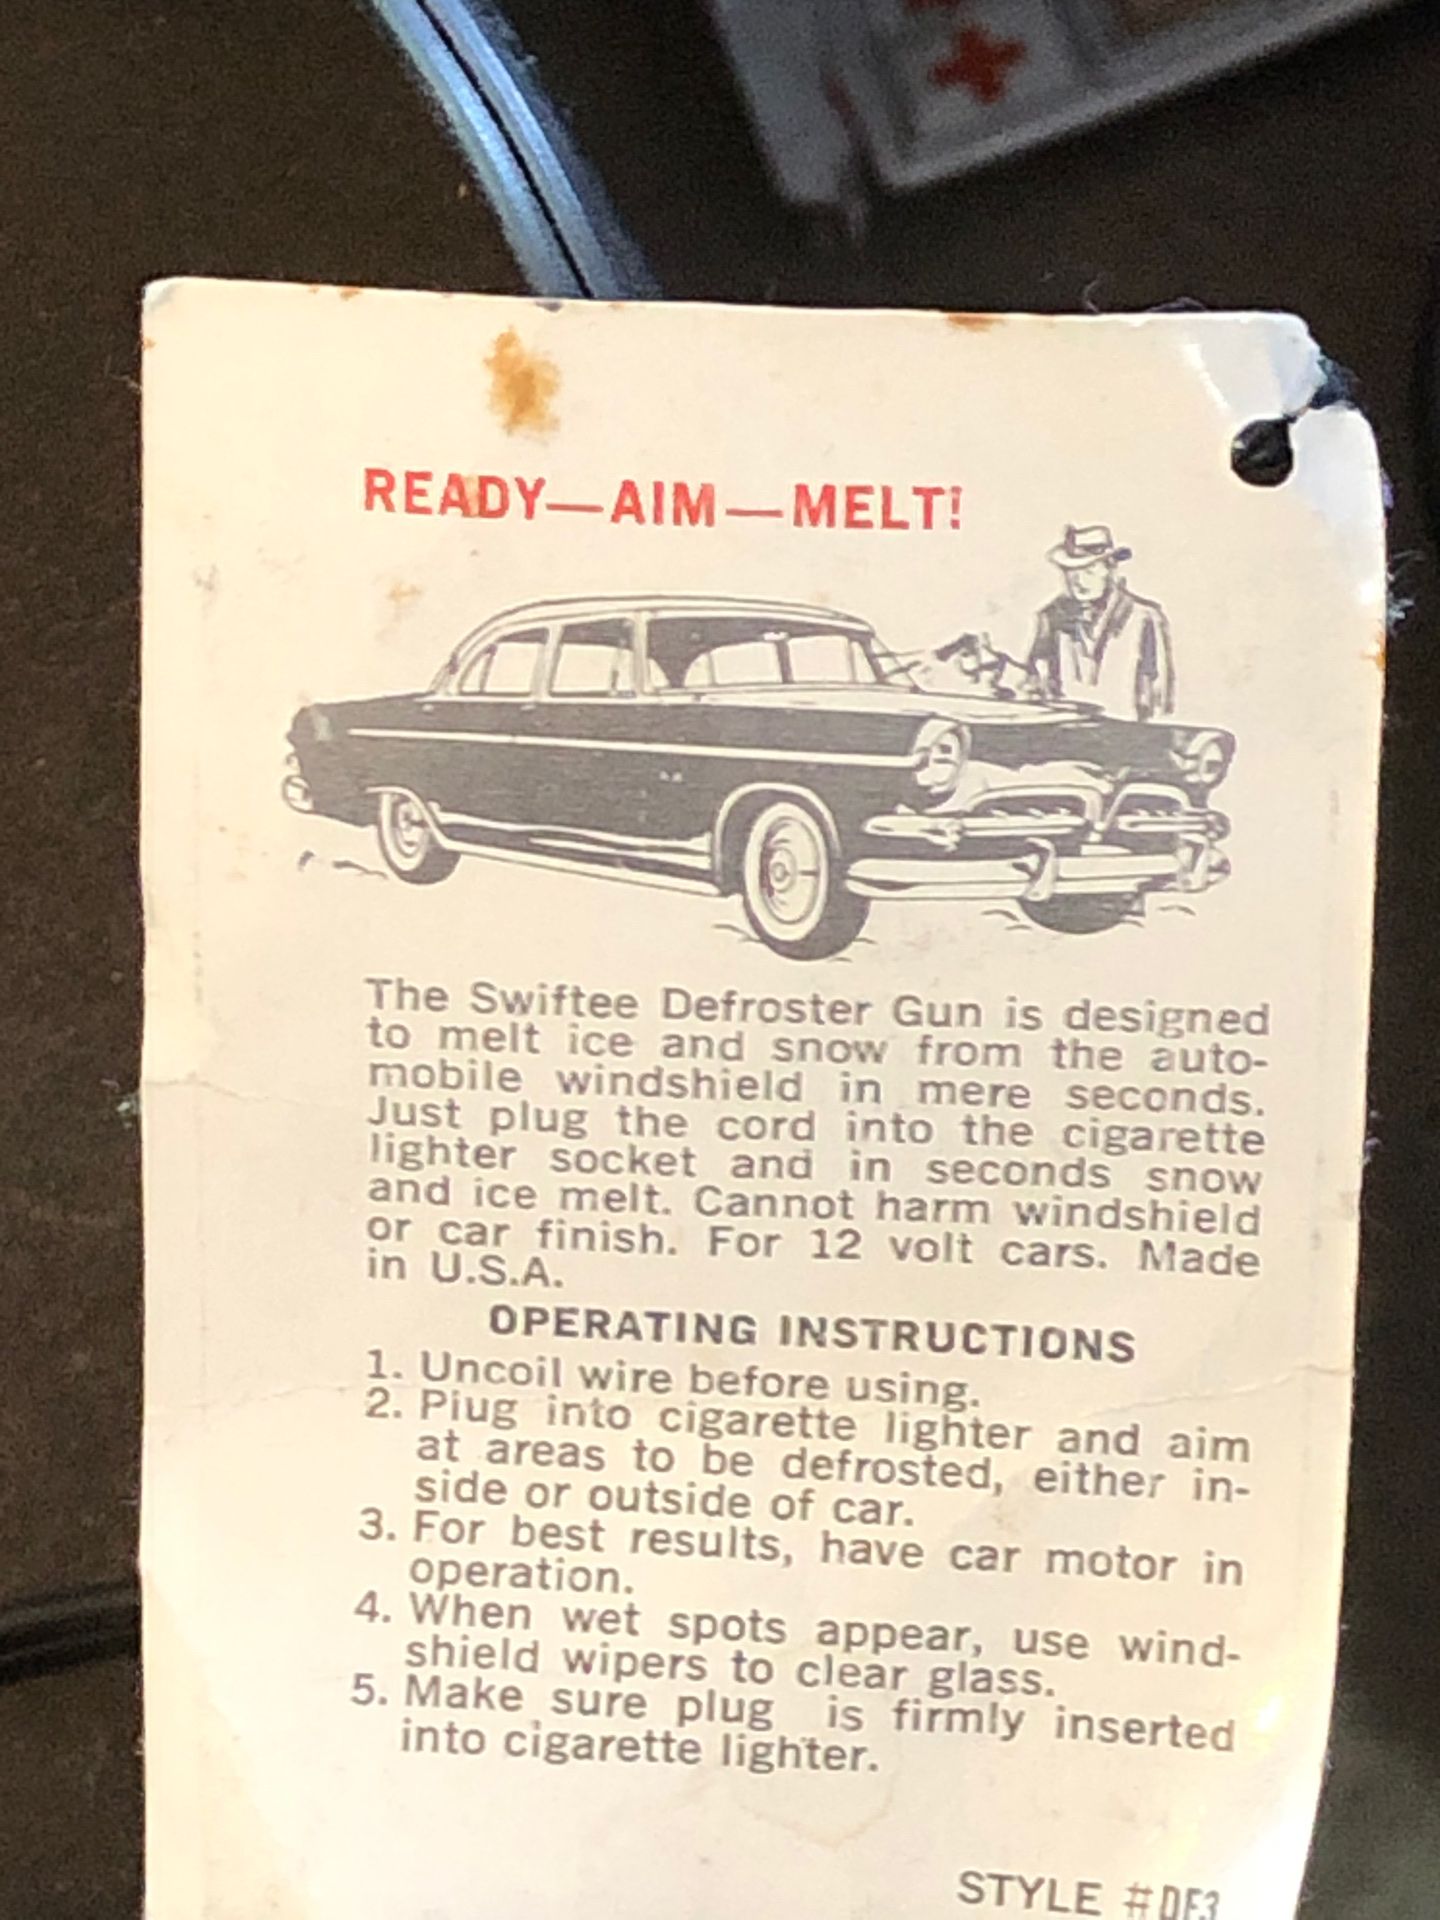 READY—AIM—MELT!
The Swiftee Defroster Gun is designed
to melt ice and snow from the auto-
mobile windshield in mere seconds.
Just plug the cord into the cigarette
lighter socket and in seconds snow
and ice melt. Cannot harm windshield
or car finish. For 12 volt cars. Made
in U.S.A.
OPERATING INSTRUCTIONS
1. Uncoil wire before using.
2. Plug into cigarette lighter and aim
at areas to be defrosted, either in-
side or outside of car.
3. For best results, have car motor in
operation.
4. When wet spots appear, use wind-
shield wipers to clear glass.
5. Make sure plug is firmly inserted
into cigarette lighter.
STYLE #DF3